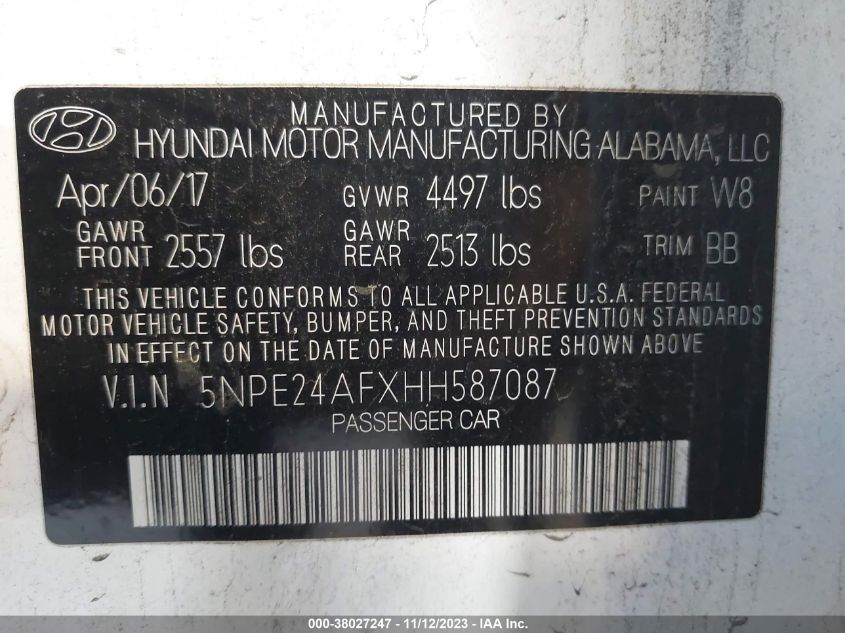 MANUFACTURED BY
HYUNDAI MOTOR MANUFACTURING ALABAMA, LLC
Apr/06/17 GVWR 4497 lbs PAINT W8
GAWR FRONT 2557 lbs GAWR REAR 2513 lbs TRIM BB
THIS VEHICLE CONFORMS TO ALL APPLICABLE U.S.A. FEDERAL
MOTOR VEHICLE SAFETY, BUMPER, AND THEFT PREVENTION STANDARDS
IN EFFECT ON THE DATE OF MANUFACTURE SHOWN ABOVE.
V.I.N 5NPE24AFXHH587087
PASSENGER CAR
000-38027247 - 11/12/2023 - IAA Inc.